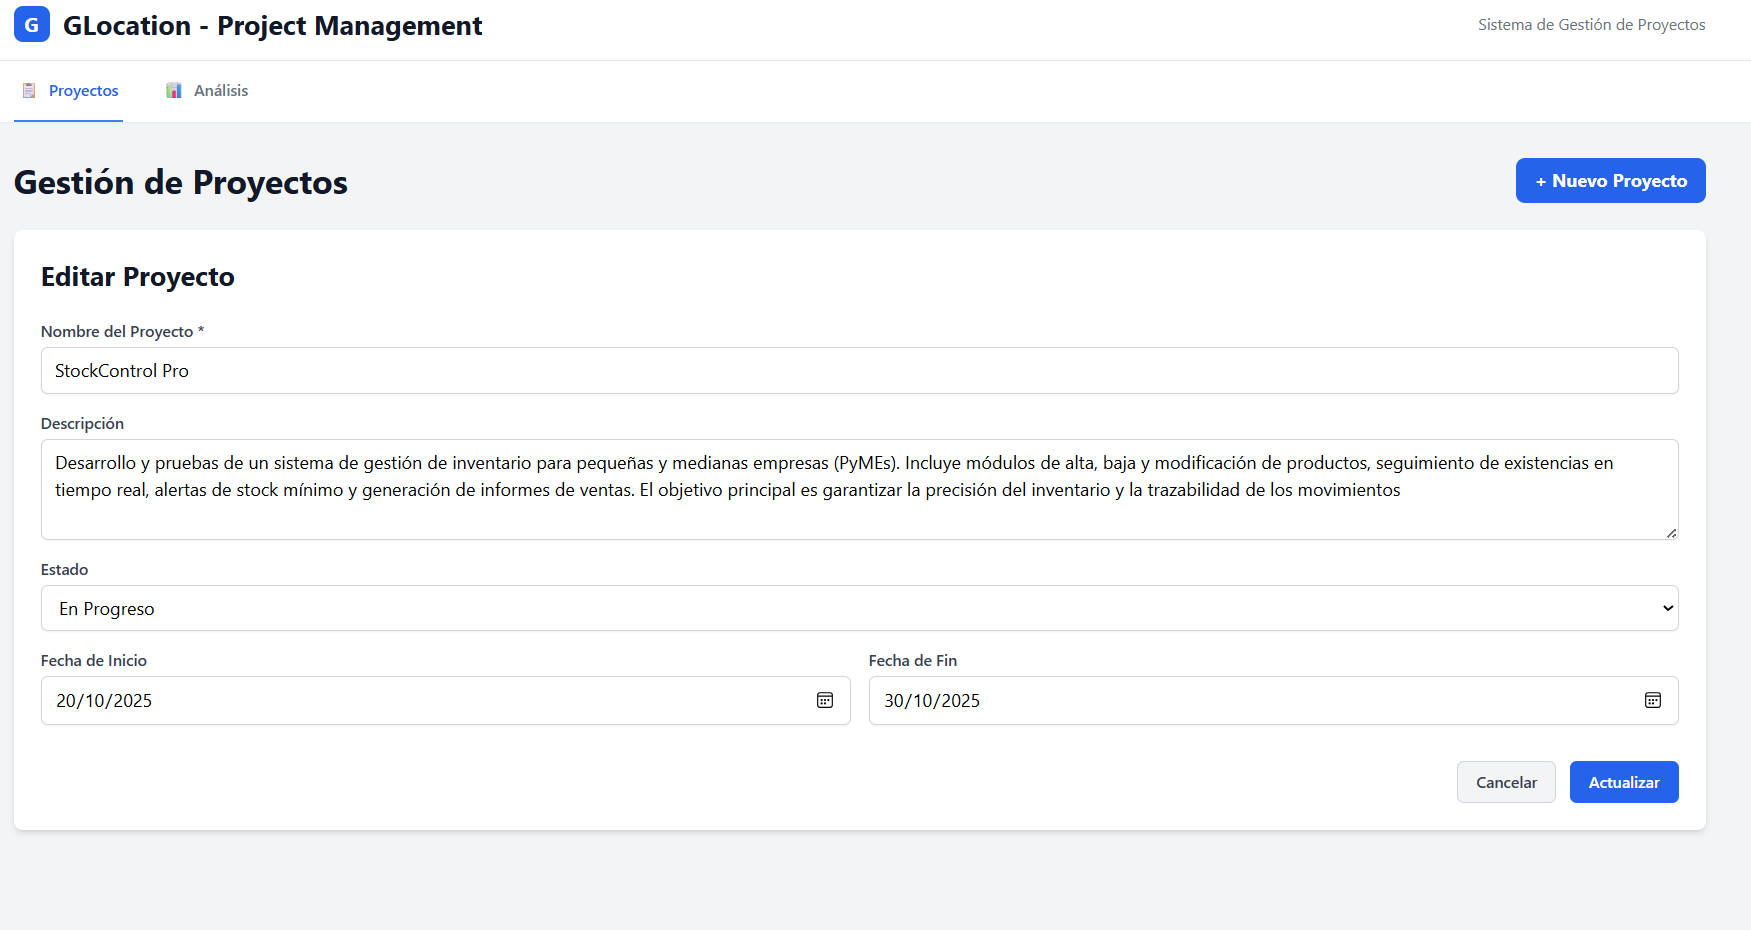 G GLocation - Project Management
Sistema de Gestión de Proyectos
Proyectos Análisis
Gestión de Proyectos
+ Nuevo Proyecto
Editar Proyecto
Nombre del Proyecto *
StockControl Pro
Descripción
Desarrollo y pruebas de un sistema de gestión de inventario para pequeñas y medianas empresas (PyMEs). Incluye módulos de alta, baja y modificación de productos, seguimiento de existencias en
tiempo real, alertas de stock mínimo y generación de informes de ventas. El objetivo principal es garantizar la precisión del inventario y la trazabilidad de los movimientos
Estado
En Progreso
Fecha de Inicio
20/10/2025
Fecha de Fin
30/10/2025
Cancelar
Actualizar